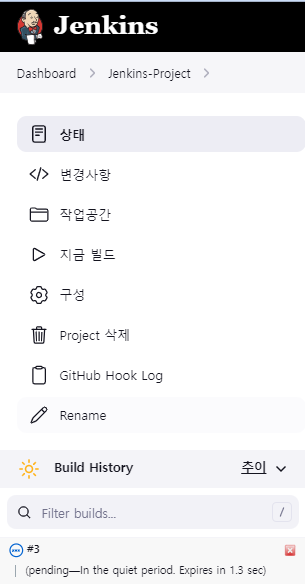 Jenkins
Dashboard > Jenkins-Project >
상태
변경사항
작업공간
지금 빌드
구성
Project 삭제
GitHub Hook Log
Rename
Build History 추이
Filter builds... /
#3
(pending—In the quiet period. Expires in 1.3 sec)